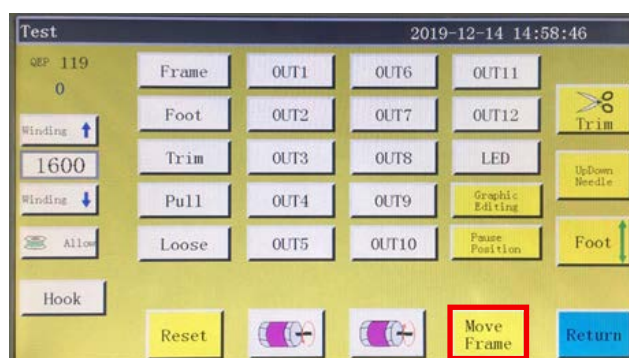 Test
2019-12-14 14:58:46
QEP 119
0
Winding
1600
Winding
Allow
Hook
Frame
Foot
Trim
Pull
Loose
OUT1
OUT2
OUT3
OUT4
OUT5
OUT6
OUT7
OUT8
OUT9
OUT10
OUT11
OUT12
LED
Graphic
Editing
Pause
Position
Trim
UpDown
Needle
Foot
Reset
Move
Frame
Return